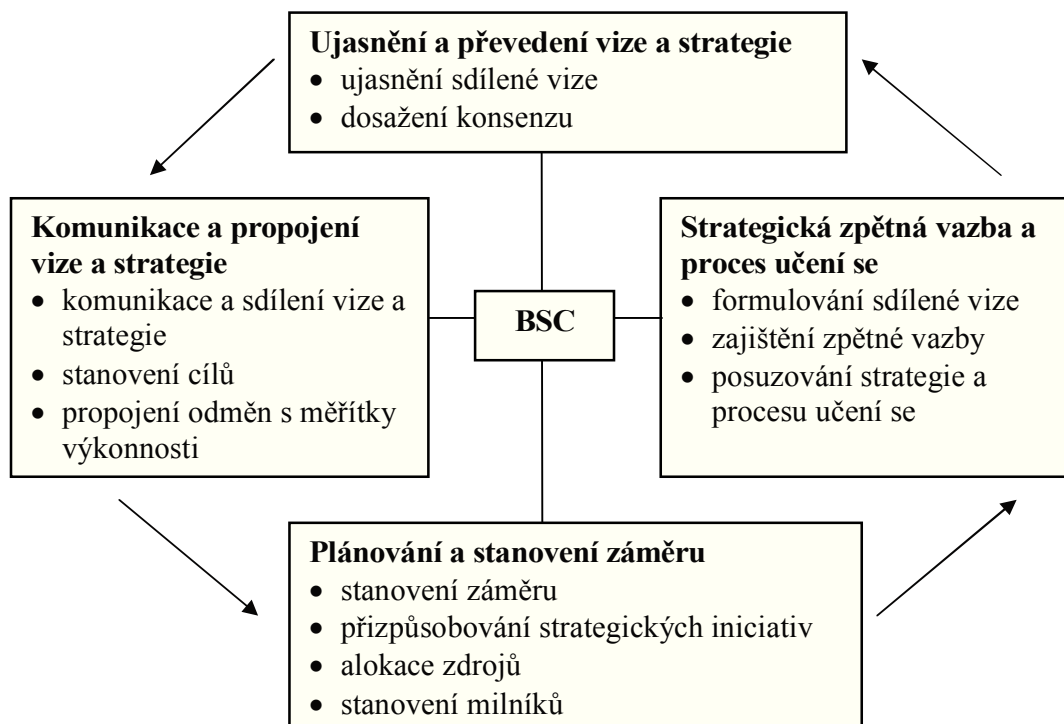 Ujasnění a převedení vize a strategie
• ujasnění sdílené vize
• dosažení konsenzu
Komunikace a propojení
vize a strategie
• komunikace a sdílení vize a
strategie
• stanovení cílů
• propojení odměn s měřítky
výkonnosti
BSC
Strategická zpětná vazba a
proces učení se
• formulování sdílené vize
• zajištění zpětné vazby
• posuzování strategie a
procesu učení se
Plánování a stanovení záměru
• stanovení záměru
• přizpůsobování strategických iniciativ
• alokace zdrojů
• stanovení milníků